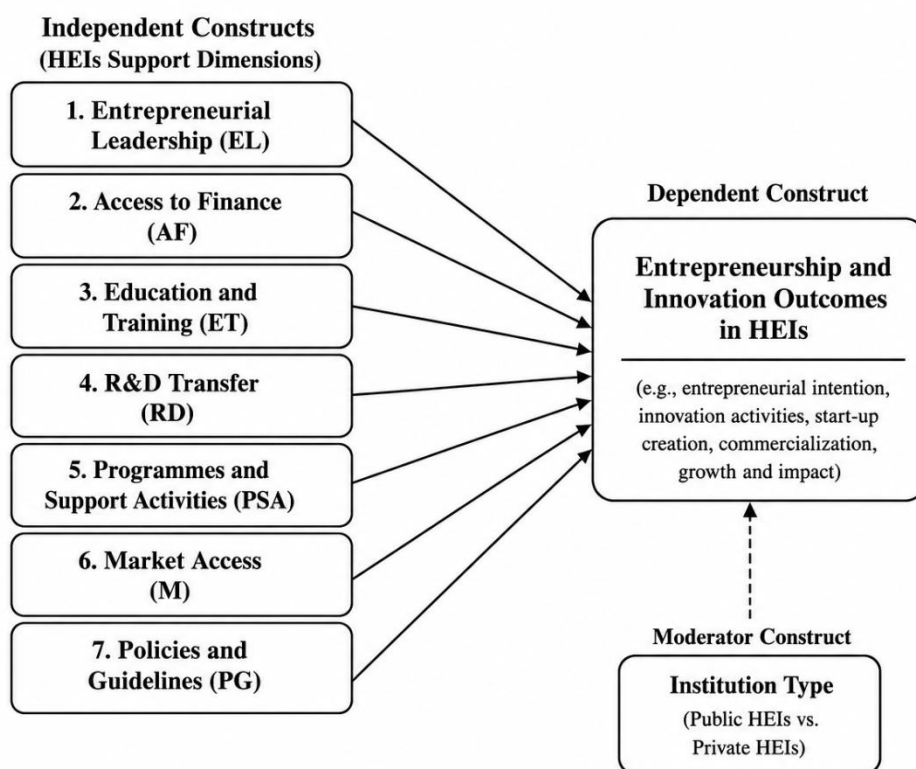 Independent Constructs
(HEIs Support Dimensions)
1. Entrepreneurial
Leadership (EL)
2. Access to Finance
(AF)
3. Education and
Training (ET)
4. R&D Transfer
(RD)
5. Programmes and
Support Activities (PSA)
6. Market Access
(M)
7. Policies and
Guidelines (PG)
Dependent Construct
Entrepreneurship and
Innovation Outcomes
in HEIs
(e.g., entrepreneurial intention,
innovation activities, start-up
creation, commercialization,
growth and impact)
Moderator Construct
Institution Type
(Public HEIs vs.
Private HEIs)